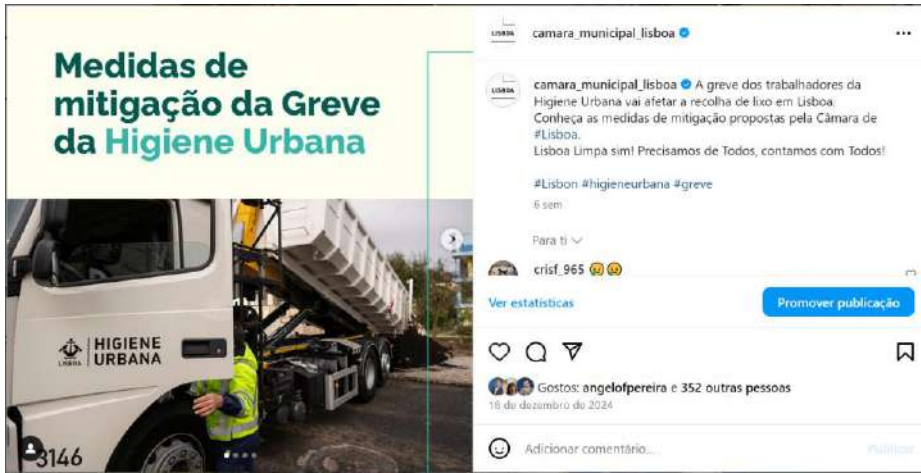 Medidas de
mitigação da Greve
da Higiene Urbana
LISBOA
HIGIENE
URBANA
3146
LISBOA
camara_municipal_lisboa
LISBOA
camara_municipal_lisboa A greve dos trabalhadores da
Higiene Urbana vai afetar a recolha de lixo em Lisboa.
Conheça as medidas de mitigação propostas pela Câmara de
#Lisboa.
Lisboa Limpa sim! Precisamos de Todos, contamos com Todos!
#Lisbon #higieneurbana #greve
6 sem
Para ti
crisf_965
Ver estatísticas
Promover publicação
Gostos: angelofpereira e 352 outras pessoas
16 de dezembro de 2024
Adicionar comentário...
Publicar